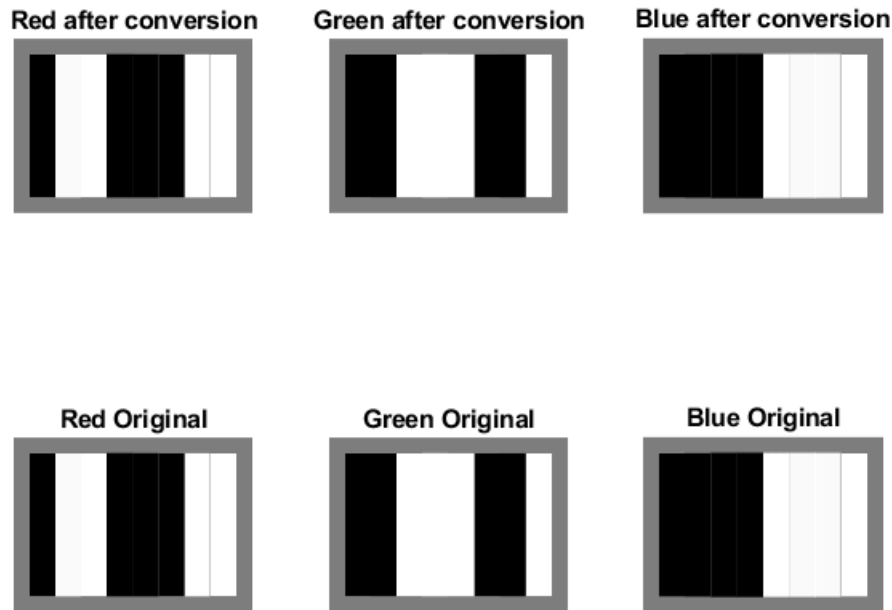 Red after conversion
Green after conversion
Blue after conversion
Red Original
Green Original
Blue Original